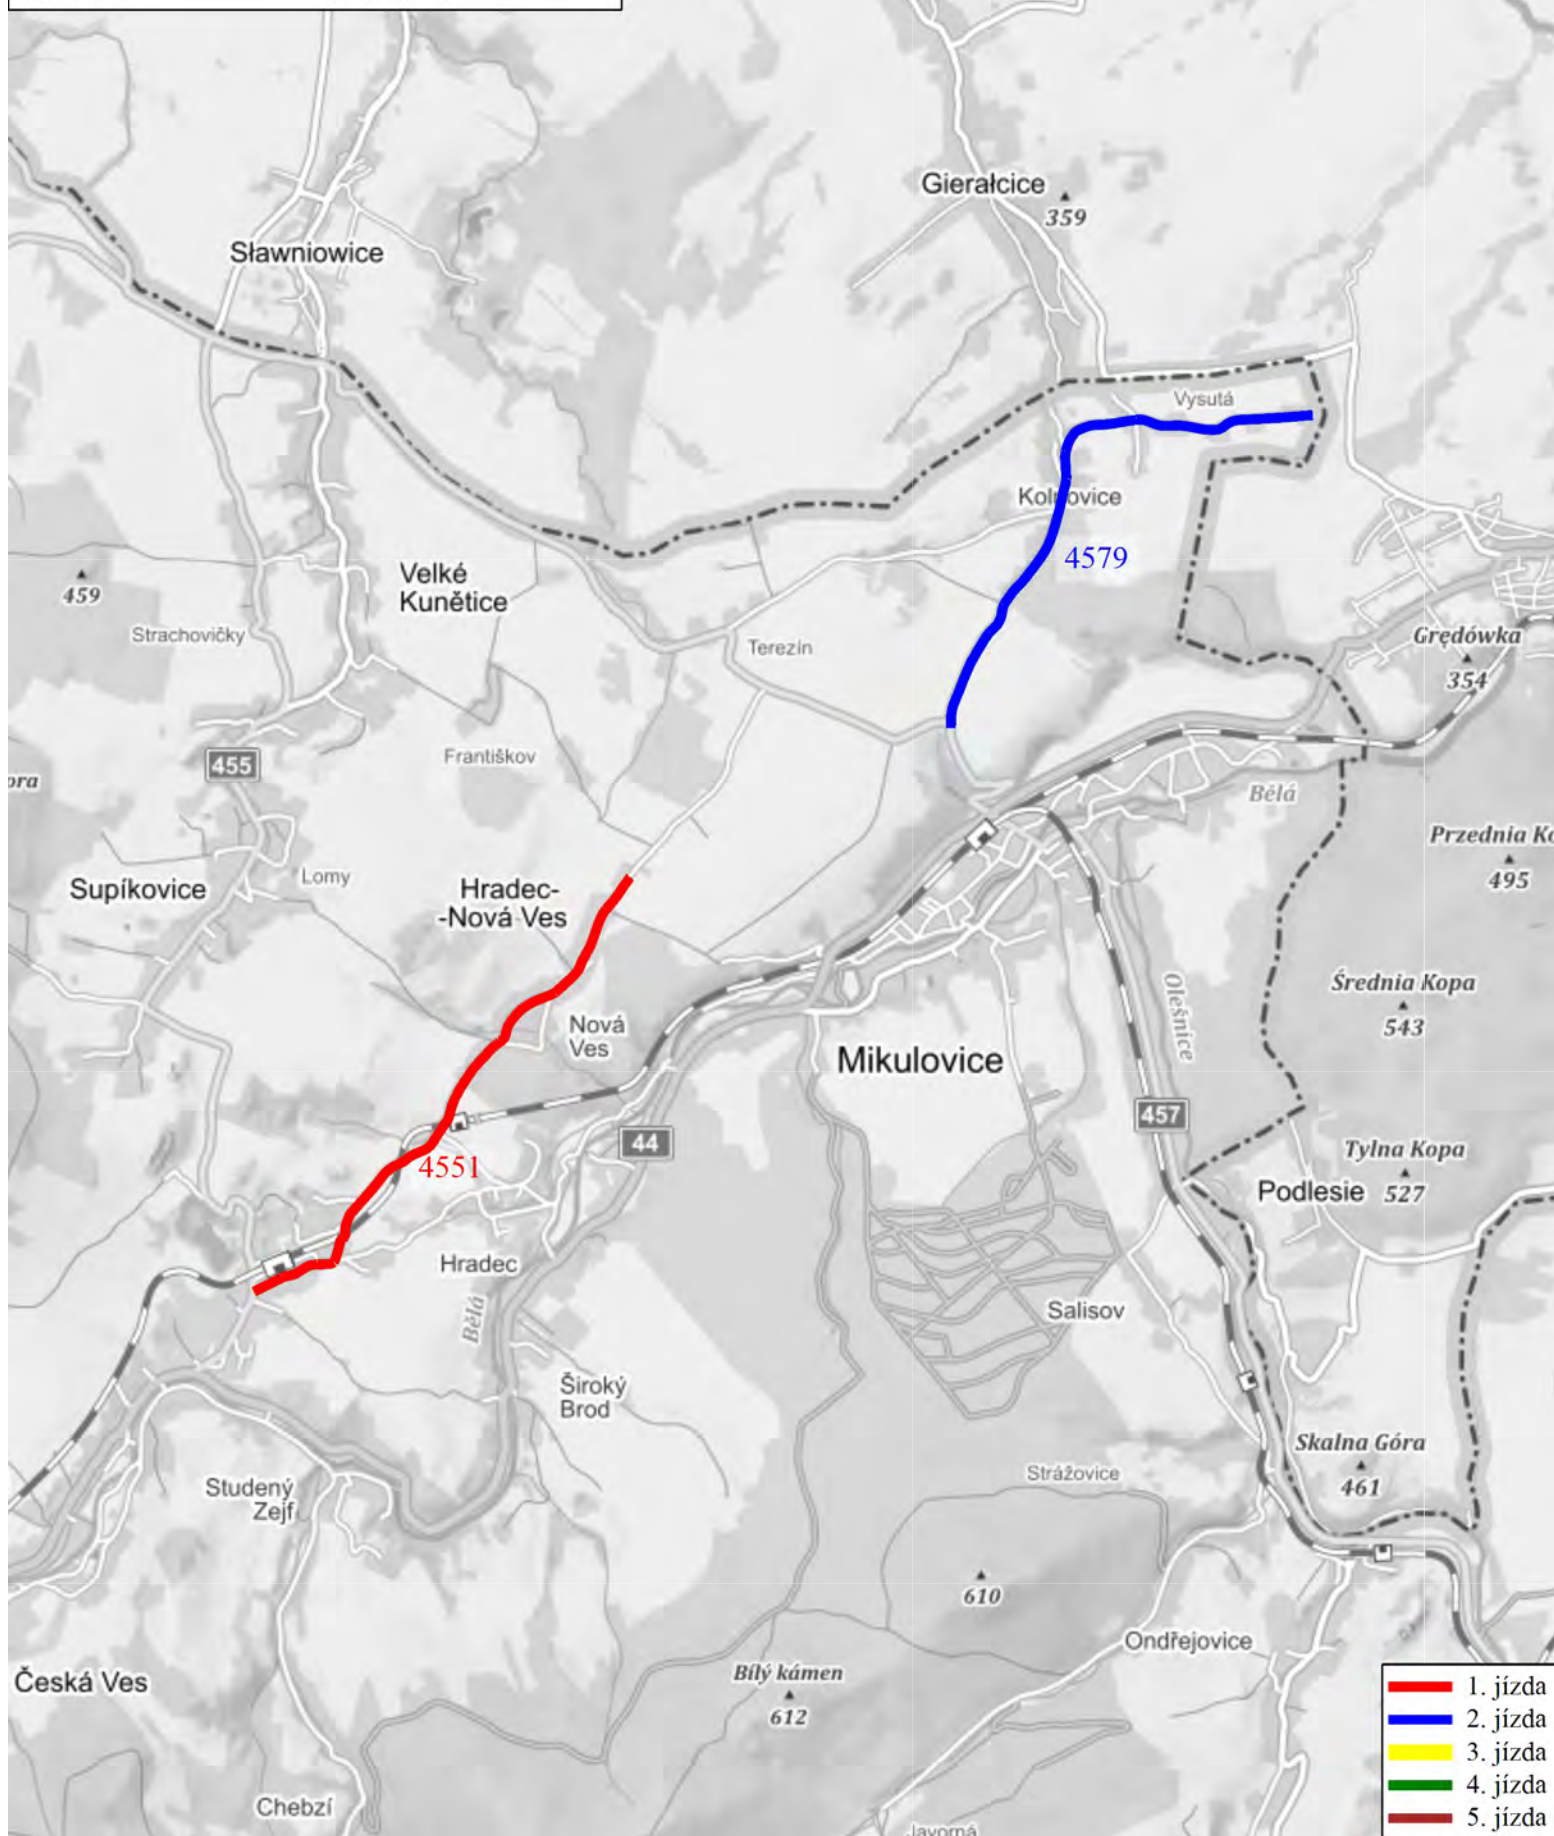 Gierałcice
359
Sławniowice
Vysutá
4579
Velké
Kunětice
459
Strachovičky
Grędówka
354
Terezín
Františkov
455
Bělá
Przednia
495
Supíkovice
Lomy
Hradec-
-Nová Ves
Średnia Kopa
543
Olešnice
Nová
Ves
Mikulovice
457
44
4551
Tylna Kopa
527
Podlesie
Hradec
Bělá
Salisov
Široký
Brod
Skalna Góra
461
Strážovice
Studený
Zejf
610
Ondřejovice
Bílý kámen
612
Česká Ves
1. jízda
2. jízda
3. jízda
4. jízda
5. jízda
Chebzí